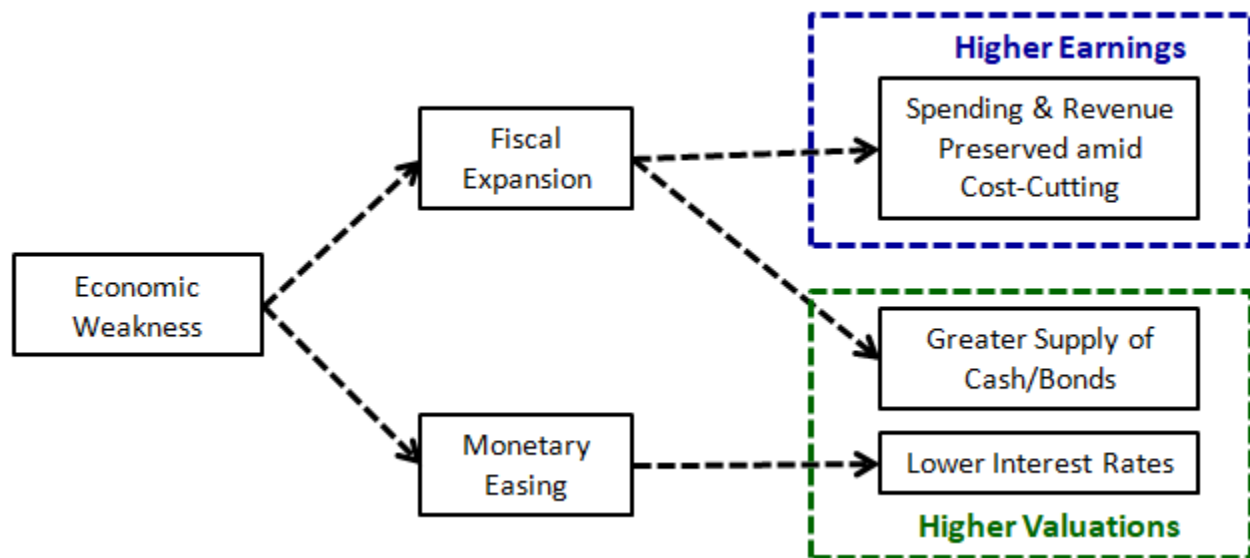 Higher Earnings
Spending & Revenue
Preserved amid
Cost-Cutting
Fiscal
Expansion
Economic
Weakness
Greater Supply of
Cash/Bonds
Monetary
Easing
Lower Interest Rates
Higher Valuations